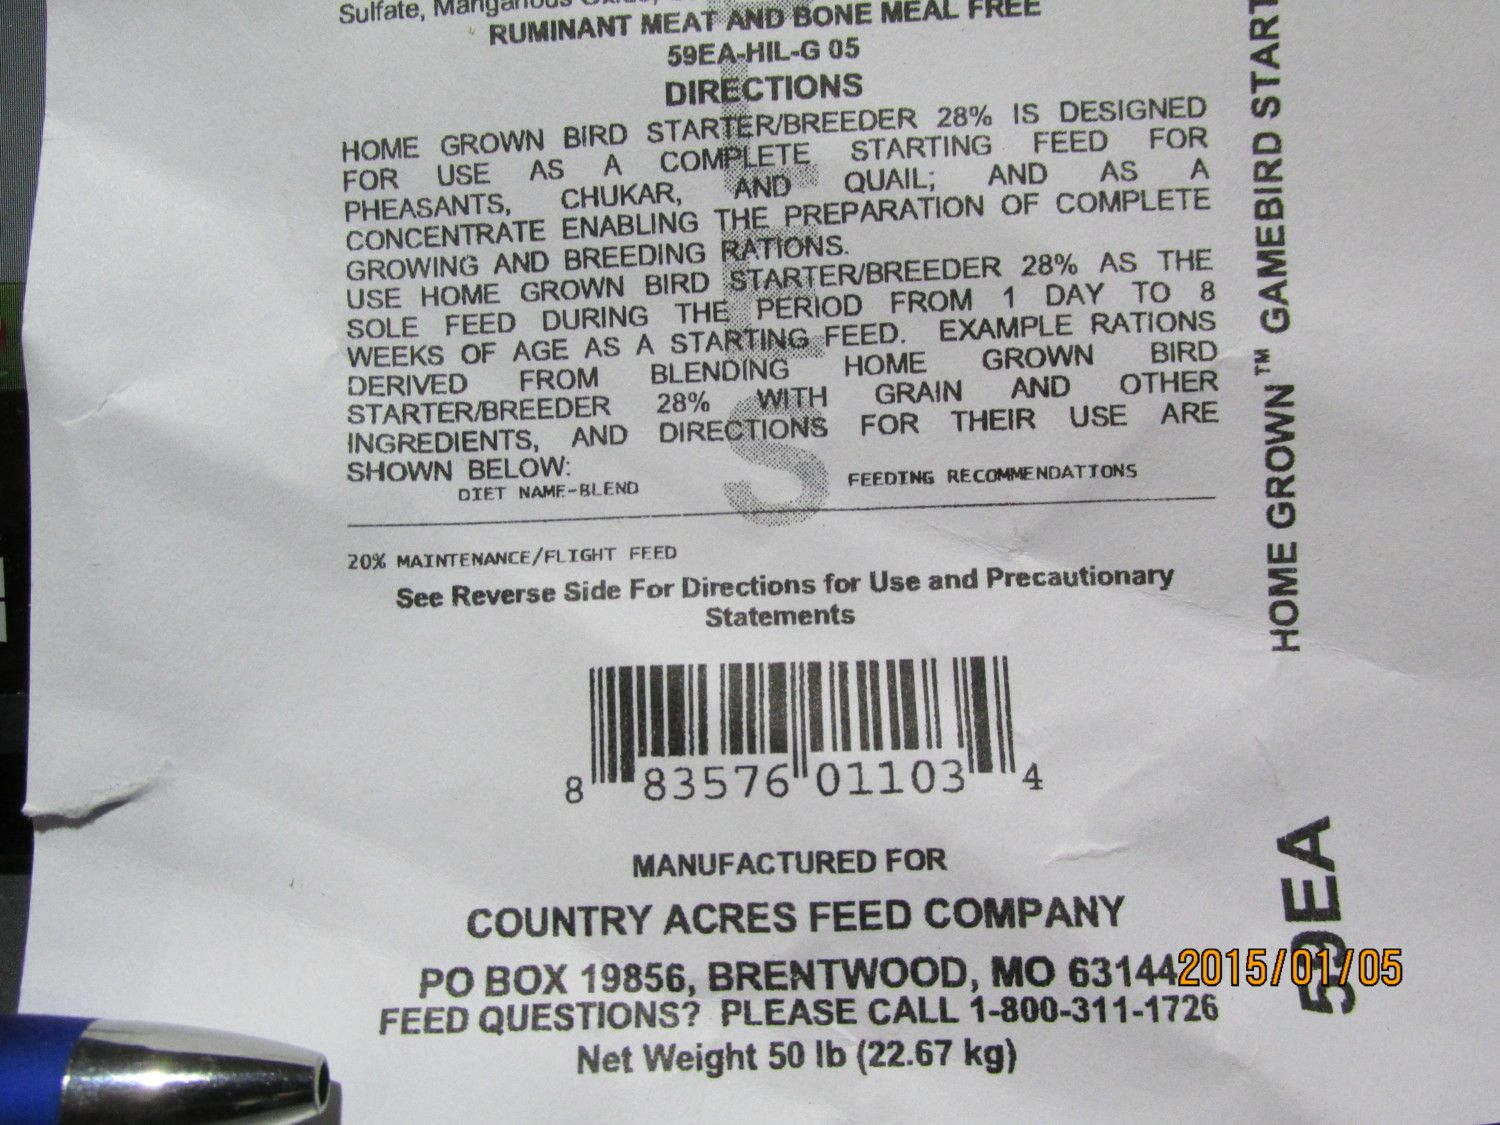 Sulfate, Manganous Oxide,
RUMINANT MEAT AND BONE MEAL FREE
59EA-HIL-G 05
DIRECTIONS
HOME GROWN BIRD STARTER/BREEDER 28% IS DESIGNED
FOR USE AS A COMPLETE STARTING FEED FOR
PHEASANTS, CHUKAR, AND QUAIL; AND AS A
CONCENTRATE ENABLING THE PREPARATION OF COMPLETE
GROWING AND BREEDING RATIONS.
USE HOME GROWN BIRD STARTER/BREEDER 28% AS THE
SOLE FEED DURING THE PERIOD FROM 1 DAY TO 8
WEEKS OF AGE AS A STARTING FEED. EXAMPLE RATIONS
DERIVED FROM BLENDING HOME GROWN BIRD
STARTER/BREEDER 28% WITH GRAIN AND OTHER
INGREDIENTS, AND DIRECTIONS FOR THEIR USE ARE
SHOWN BELOW:
DIET NAME-BLEND FEEDING RECOMMENDATIONS
20% MAINTENANCE/FLIGHT FEED
See Reverse Side For Directions for Use and Precautionary
Statements
8 83576 01103 4
MANUFACTURED FOR
COUNTRY ACRES FEED COMPANY
PO BOX 19856, BRENTWOOD, MO 63144
FEED QUESTIONS? PLEASE CALL 1-800-311-1726
Net Weight 50 lb (22.67 kg)
HOME GROWN™ GAMEBIRD START
59EA
2015/01/05
S